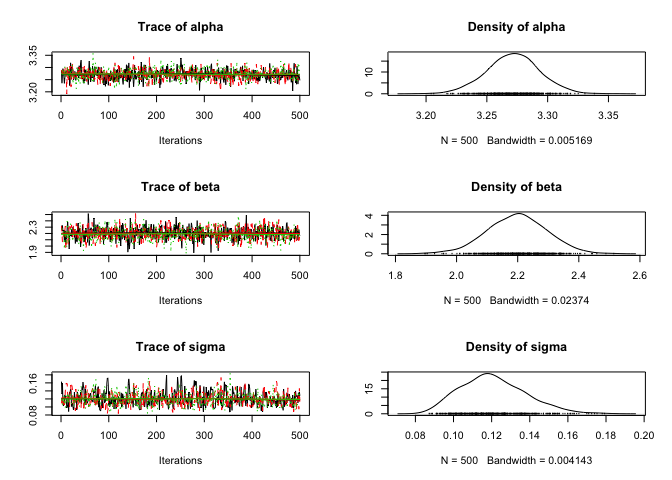 Trace of alpha
3.20 3.35
0 100 200 300 400 500
Iterations
Density of alpha
0 10
3.20 3.25 3.30 3.35
N = 500 Bandwidth = 0.005169
Trace of beta
1.9 2.3
0 100 200 300 400 500
Iterations
Density of beta
0 2 4
1.8 2.0 2.2 2.4 2.6
N = 500 Bandwidth = 0.02374
Trace of sigma
0.08 0.16
0 100 200 300 400 500
Iterations
Density of sigma
0 15
0.08 0.10 0.12 0.14 0.16 0.18 0.20
N = 500 Bandwidth = 0.004143